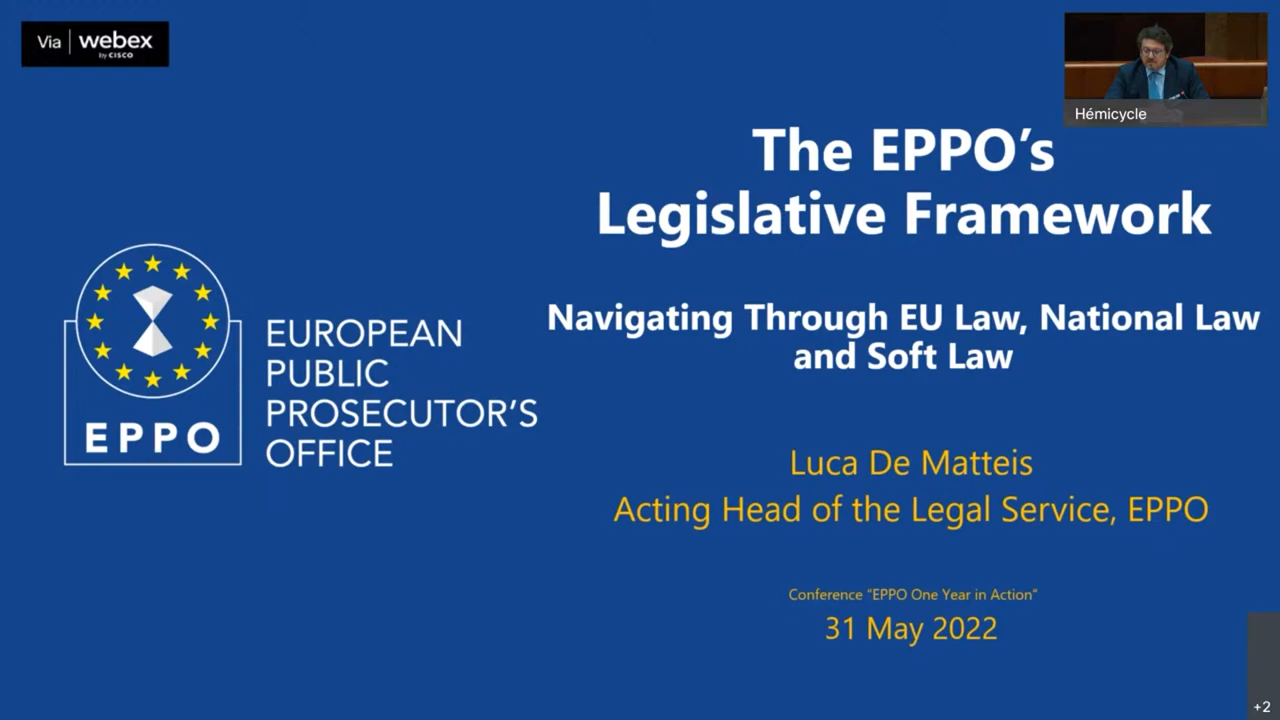 Via webex
by CISCO
Hémicycle
The EPPO’s
Legislative Framework
Navigating Through EU Law, National Law
and Soft Law
EUROPEAN
PUBLIC
PROSECUTOR’S
OFFICE
EPPO
Luca De Matteis
Acting Head of the Legal Service, EPPO
Conference “EPPO One Year in Action”
31 May 2022
+2